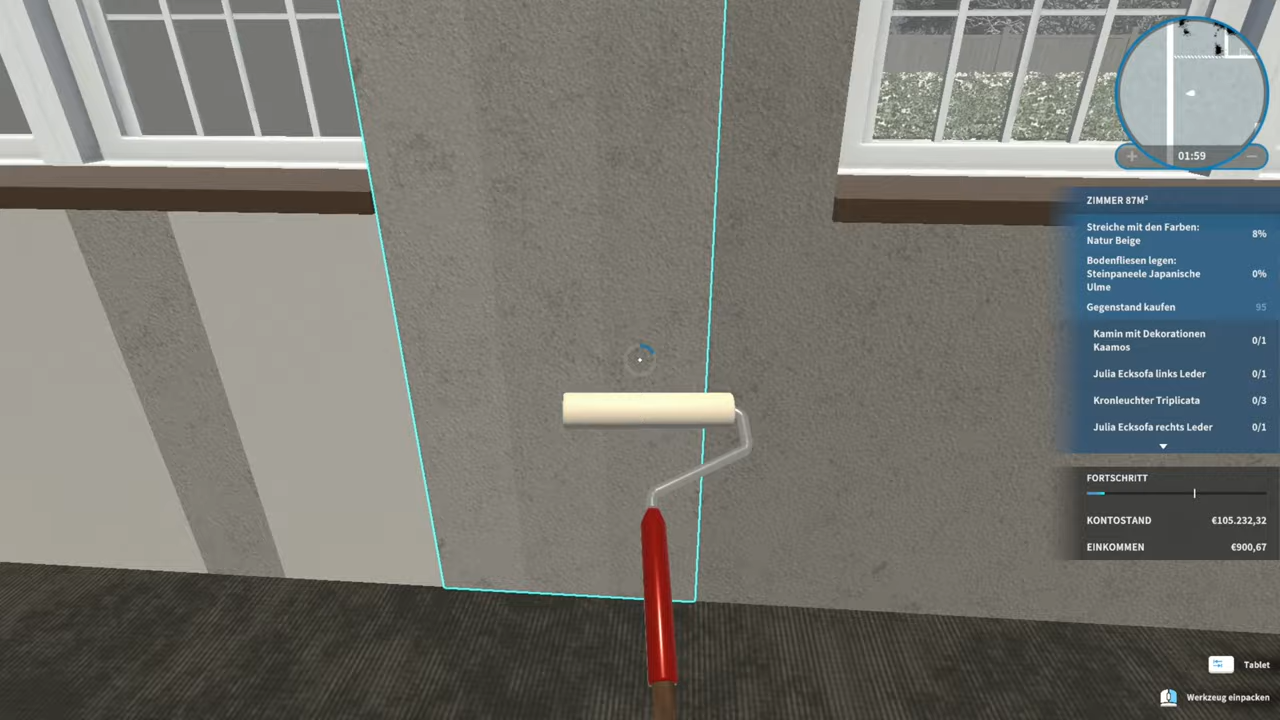 01:59
ZIMMER 87M²
Streiche mit den Farben:
Natur Beige
8%
Bodenfliesen legen:
Steinpaneele Japanische
Ulme
0%
Gegenstand kaufen
95
Kamin mit Dekorationen
Kaamos
0/1
Julia Ecksofa links Leder
0/1
Kronleuchter Triplicata
0/3
Julia Ecksofa rechts Leder
0/1
FORTSCHRITT
KONTOSTAND
€105.232,32
EINKOMMEN
€900,67
Tablet
Werkzeug einpacken